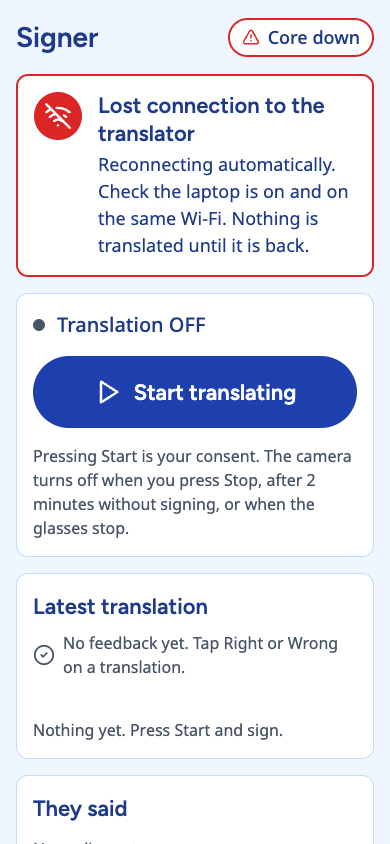 Signer
Core down
Lost connection to the
translator
Reconnecting automatically.
Check the laptop is on and on
the same Wi-Fi. Nothing is
translated until it is back.
Translation OFF
Start translating
Pressing Start is your consent. The camera
turns off when you press Stop, after 2
minutes without signing, or when the
glasses stop.
Latest translation
No feedback yet. Tap Right or Wrong
on a translation.
Nothing yet. Press Start and sign.
They said